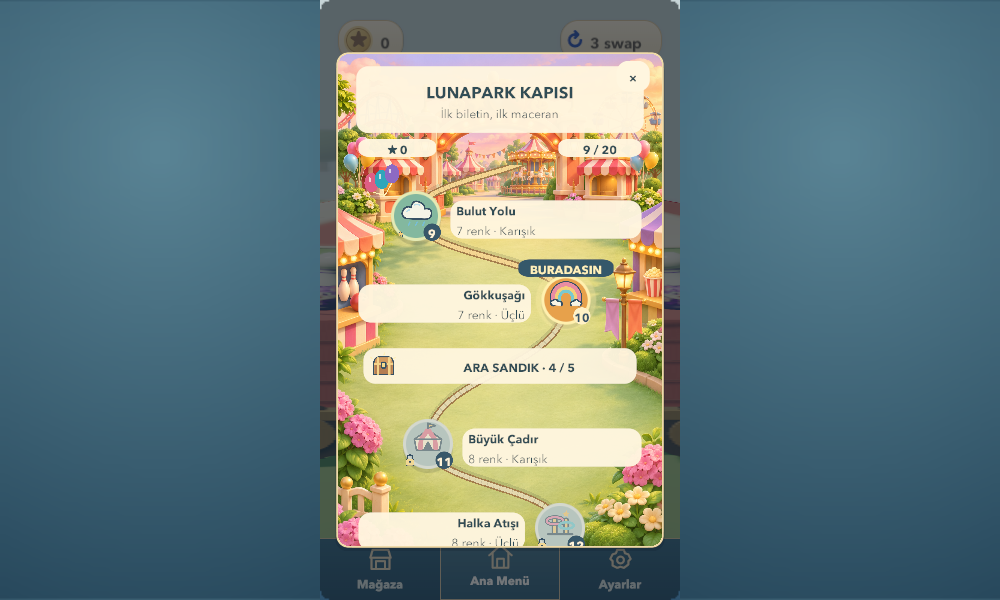 0
3 swap
×
LUNAPARK KAPISI
İlk biletin, ilk maceran
★0
9 / 20
Bulut Yolu
7 renk · Karışık
9
BURADASIN
Gökkuşağı
7 renk · Üçlü
10
ARA SANDIK · 4 / 5
Büyük Çadır
8 renk · Karışık
11
Halka Atışı
8 renk · Üçlü
12
Mağaza
Ana Menü
Ayarlar